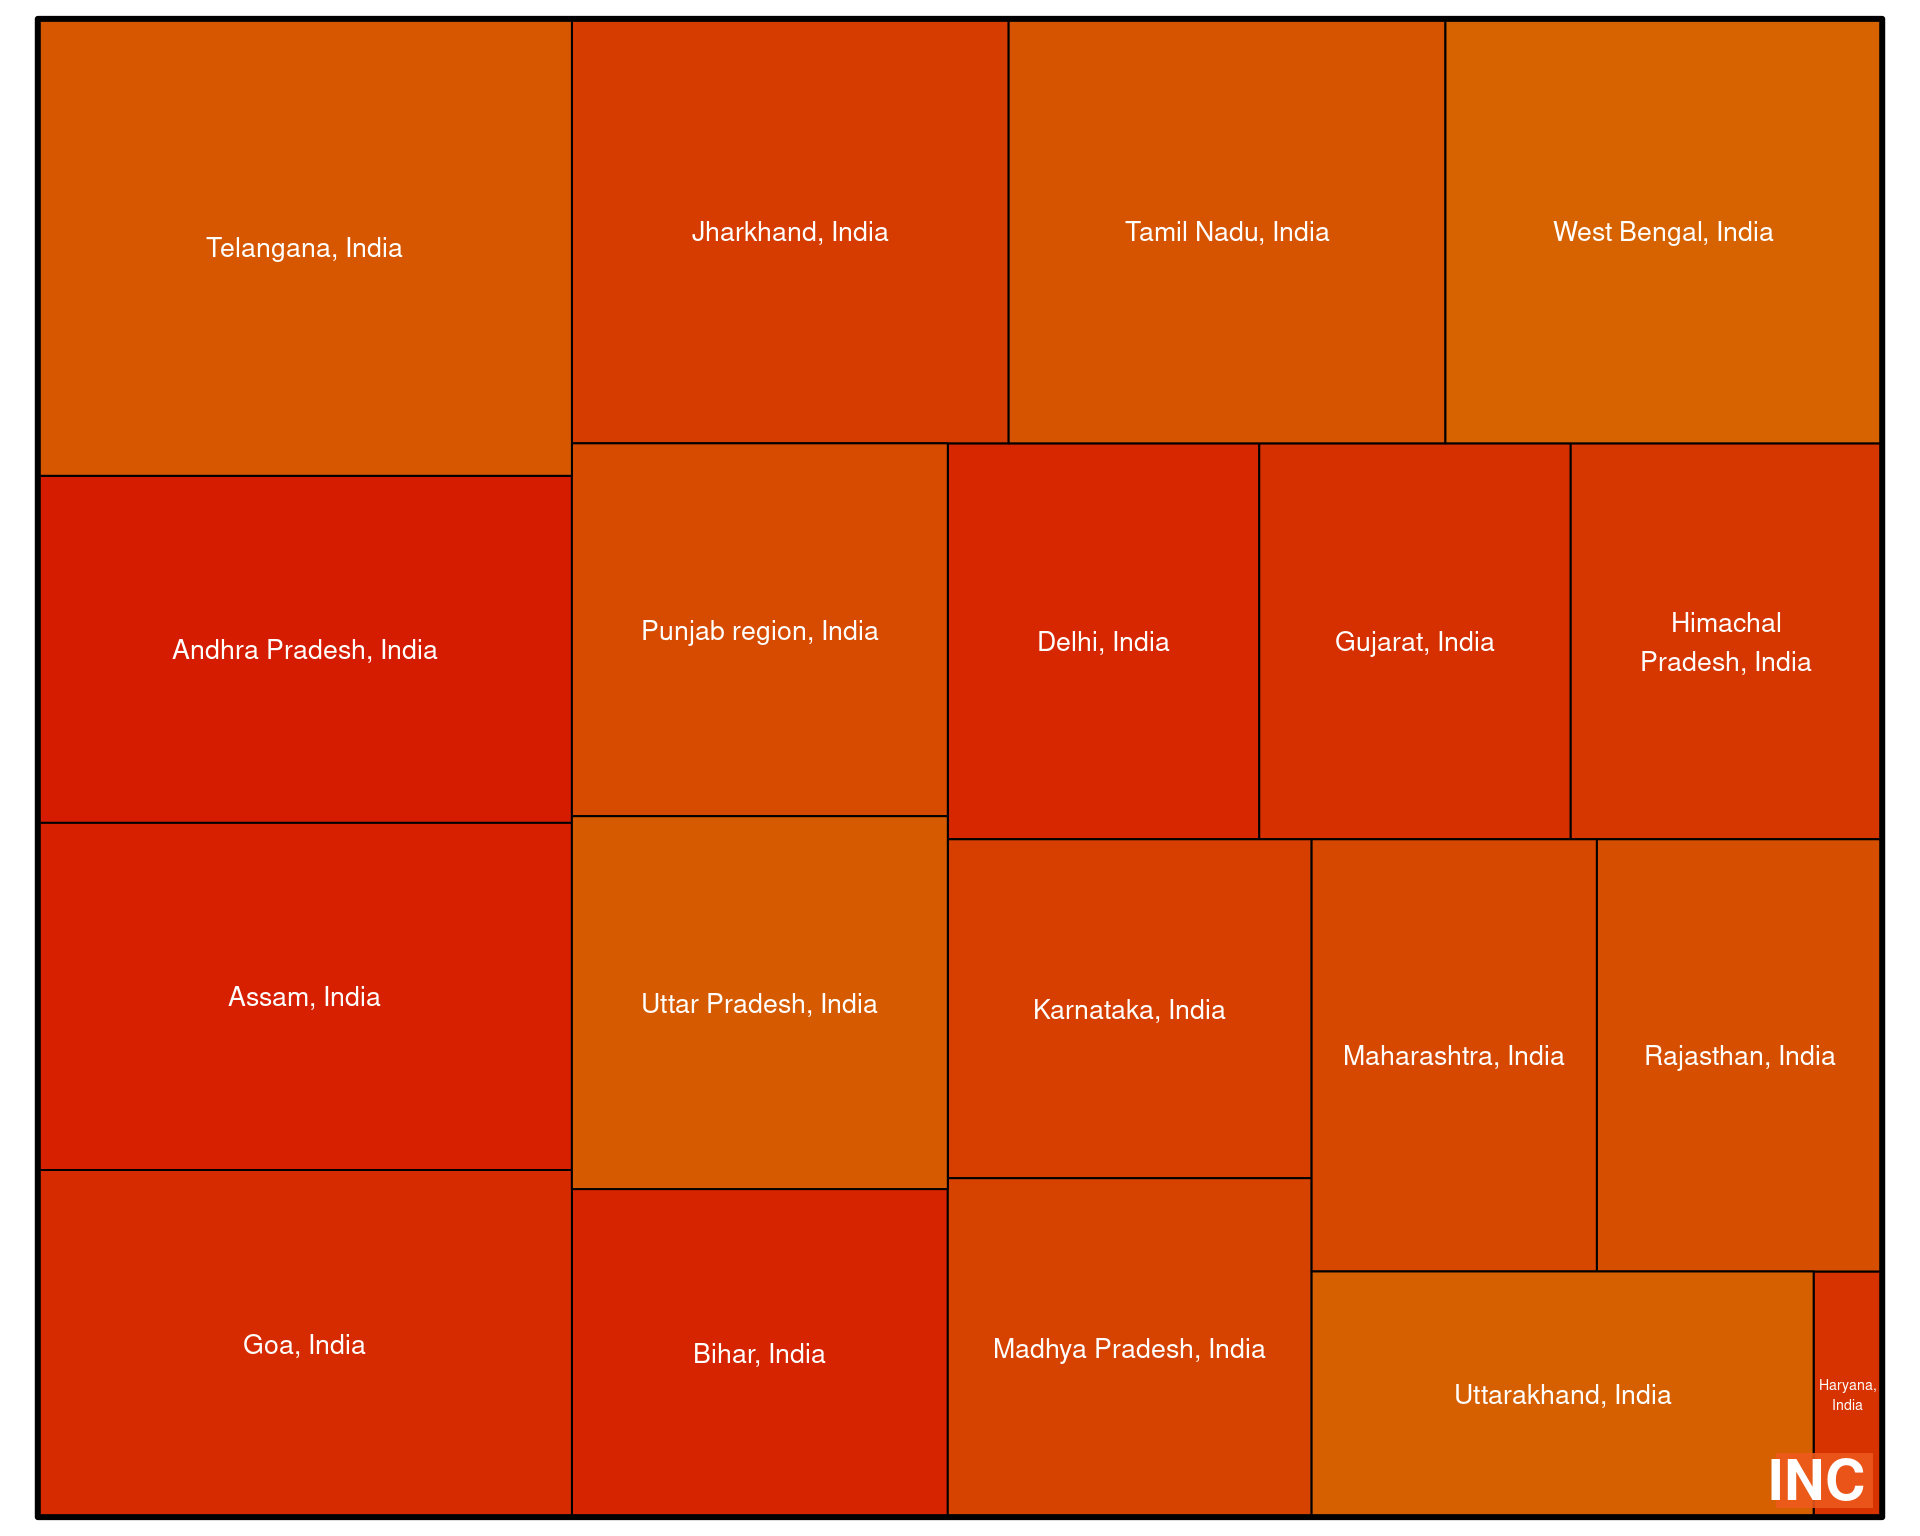 Telangana, India
Jharkhand, India
Tamil Nadu, India
West Bengal, India
Andhra Pradesh, India
Punjab region, India
Delhi, India
Gujarat, India
Himachal
Pradesh, India
Assam, India
Uttar Pradesh, India
Karnataka, India
Maharashtra, India
Rajasthan, India
Goa, India
Bihar, India
Madhya Pradesh, India
Uttarakhand, India
Haryana,
India
INC